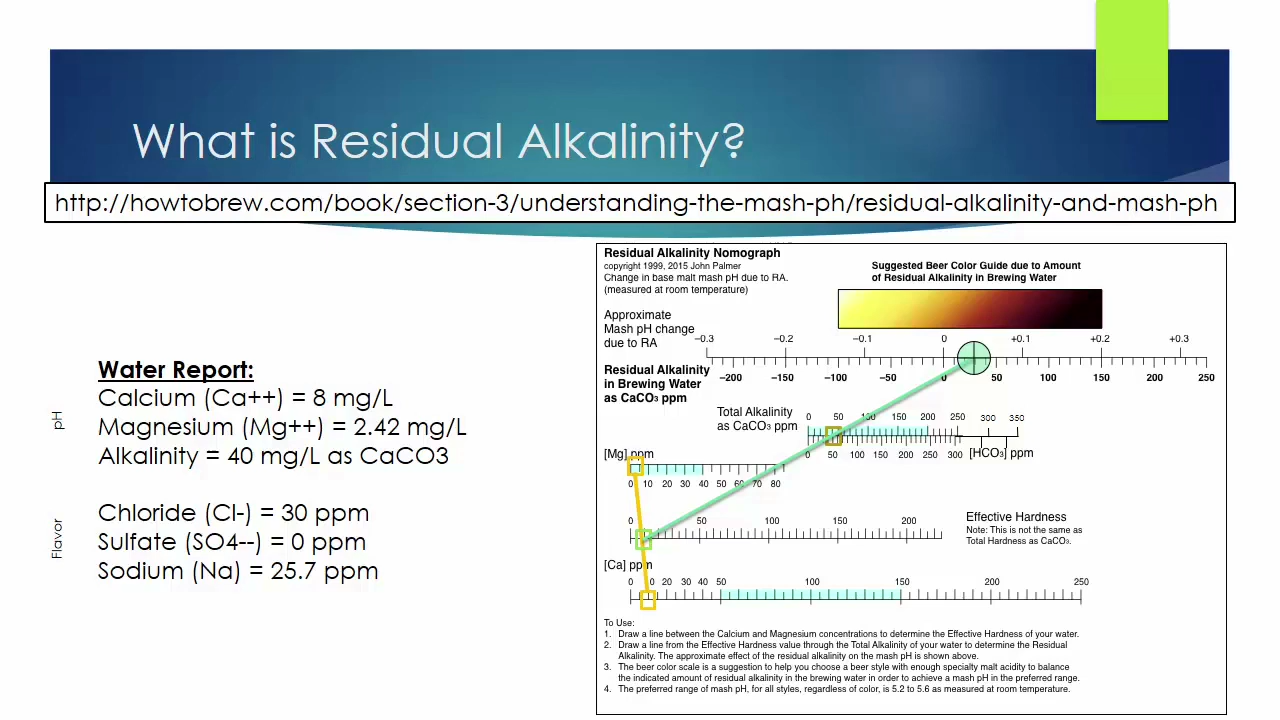 What is Residual Alkalinity?
http://howtobrew.com/book/section-3/understanding-the-mash-ph/residual-alkalinity-and-mash-ph
pH
Water Report:
Calcium (Ca++) = 8 mg/L
Magnesium (Mg++) = 2.42 mg/L
Alkalinity = 40 mg/L as CaCO3
Flavor
Chloride (Cl-) = 30 ppm
Sulfate (SO4--) = 0 ppm
Sodium (Na) = 25.7 ppm
Residual Alkalinity Nomograph
copyright 1999, 2015 John Palmer
Change in base malt mash pH due to RA.
(measured at room temperature)
Suggested Beer Color Guide due to Amount
of Residual Alkalinity in Brewing Water
Approximate
Mash pH change
due to RA
−0.3 −0.2 −0.1 0 +0.1 +0.2 +0.3
Residual Alkalinity
in Brewing Water
as CaCO3 ppm
−200 −150 −100 −50 0 50 100 150 200 250
Total Alkalinity
as CaCO3 ppm
0 50 100 150 200 250 300 350
0 50 100 150 200 250 300 [HCO3] ppm
[Mg] ppm
0 10 20 30 40 50 60 70 80
0 50 100 150 200
Effective Hardness
Note: This is not the same as
Total Hardness as CaCO3.
[Ca] ppm
0 20 30 40 50 100 150 200 250
To Use:
1. Draw a line between the Calcium and Magnesium concentrations to determine the Effective Hardness of your water.
2. Draw a line from the Effective Hardness value through the Total Alkalinity of your water to determine the Residual
Alkalinity. The approximate effect of the residual alkalinity on the mash pH is shown above.
3. The beer color scale is a suggestion to help you choose a beer style with enough specialty malt acidity to balance
the indicated amount of residual alkalinity in the brewing water in order to achieve a mash pH in the preferred range.
4. The preferred range of mash pH, for all styles, regardless of color, is 5.2 to 5.6 as measured at room temperature.